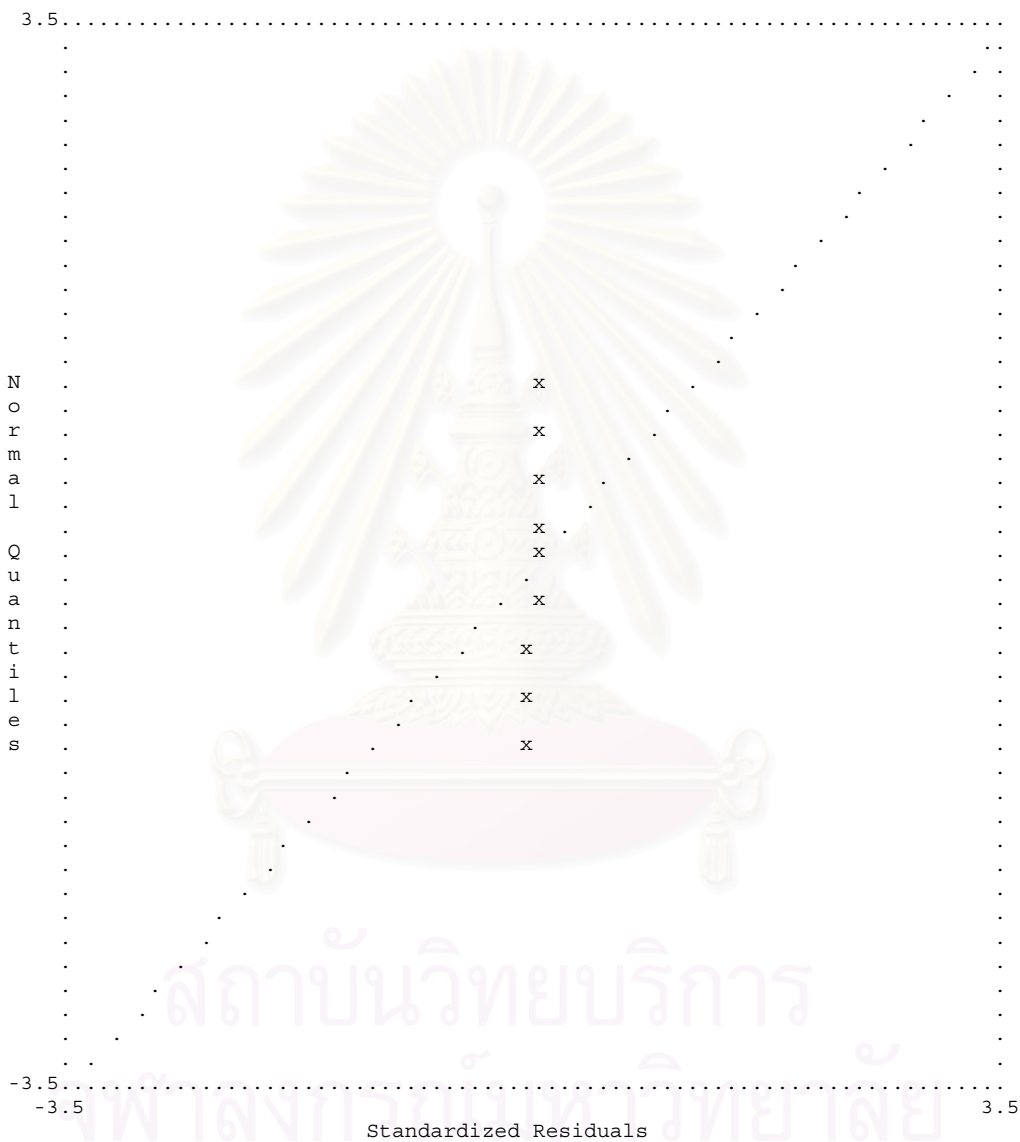 3.5
Normal Quantiles
x
x
x
x
x
x
x
x
x
-3.5
-3.5 3.5
Standardized Residuals
สถาบันวิทยบริการ
จุฬาลงกรณ์มหาวิทยาลัย